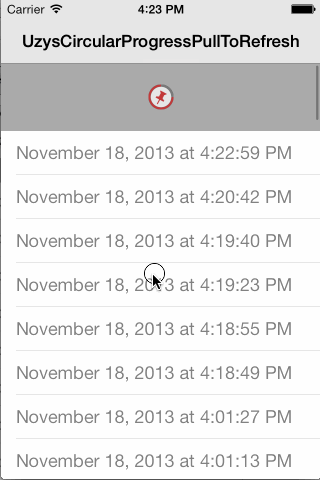 Carrier 4:23 PM
UzysCircularProgressPullToRefresh
November 18, 2013 at 4:22:59 PM
November 18, 2013 at 4:20:42 PM
November 18, 2013 at 4:19:40 PM
November 18, 2013 at 4:19:23 PM
November 18, 2013 at 4:18:55 PM
November 18, 2013 at 4:18:49 PM
November 18, 2013 at 4:01:27 PM
November 18, 2013 at 4:01:13 PM